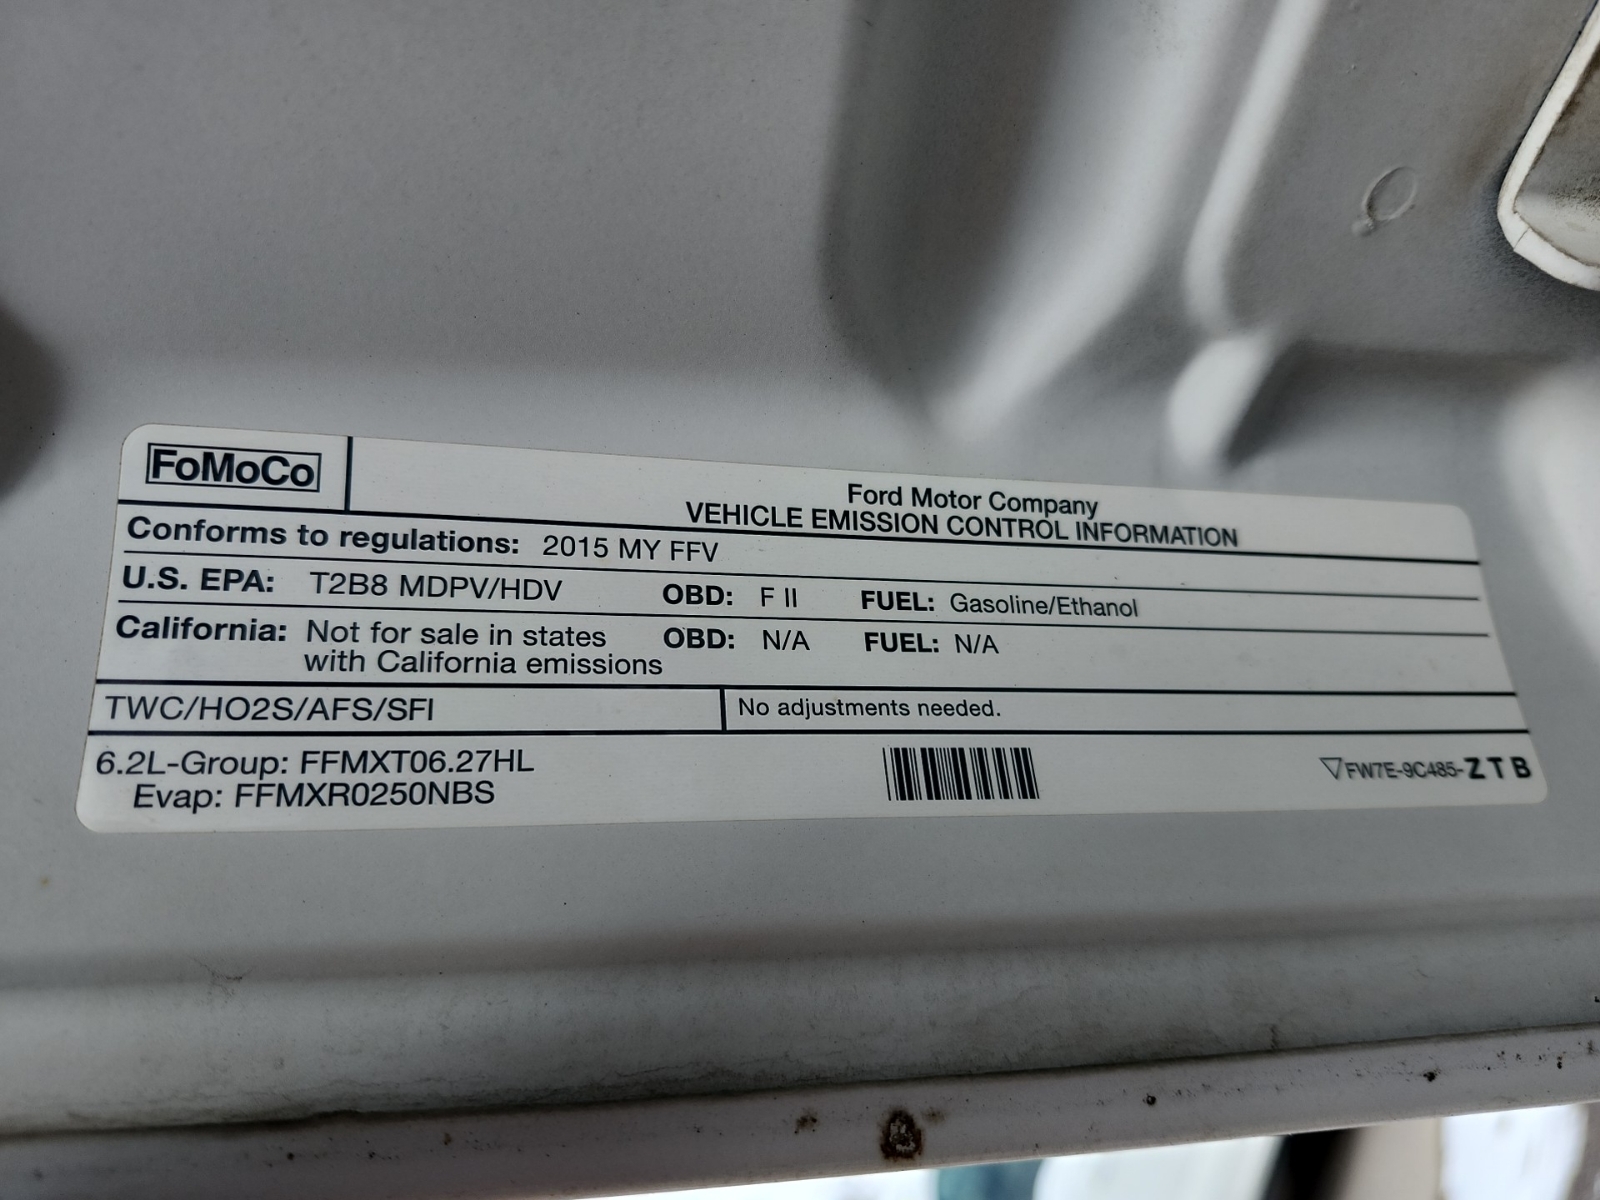 FoMoCo
Ford Motor Company
VEHICLE EMISSION CONTROL INFORMATION
Conforms to regulations: 2015 MY FFV
U.S. EPA: T2B8 MDPV/HDV OBD: F II FUEL: Gasoline/Ethanol
California: Not for sale in states OBD: N/A FUEL: N/A
with California emissions
TWC/HO2S/AFS/SFI No adjustments needed.
6.2L-Group: FFMXT06.27HL
Evap: FFMXR0250NBS
▽FW7E-9C485-ZTB